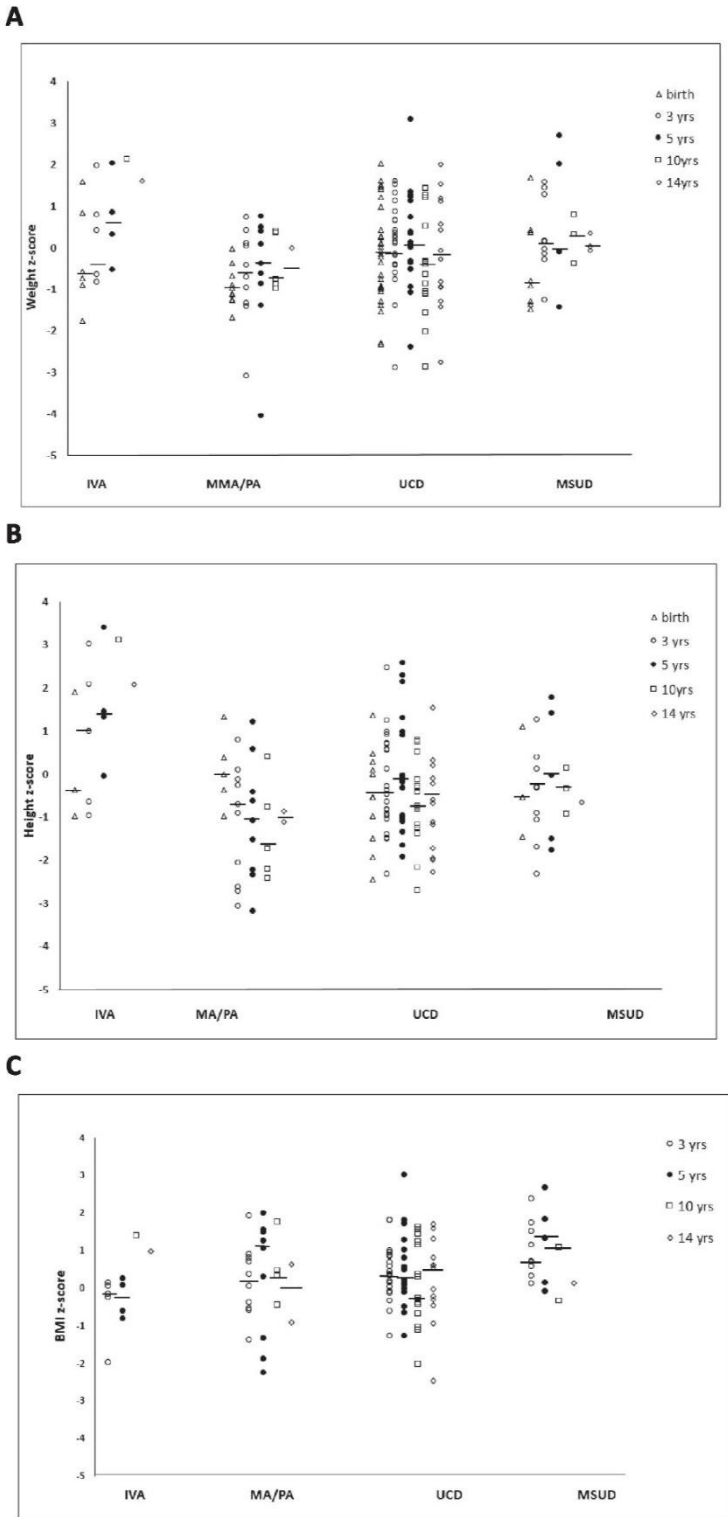 A
4
3
2
1
0
-1
-2
-3
-4
-5
Weight z-score
birth
3 yrs
5 yrs
10yrs
14yrs
IVA MMA/PA UCD MSUD
B
4
3
2
1
0
-1
-2
-3
-4
-5
Height z-score
birth
3 yrs
5 yrs
10yrs
14 yrs
IVA MA/PA UCD MSUD
C
4
3
2
1
0
-1
-2
-3
-4
-5
BMI z-score
3 yrs
5 yrs
10 yrs
14 yrs
IVA MA/PA UCD MSUD